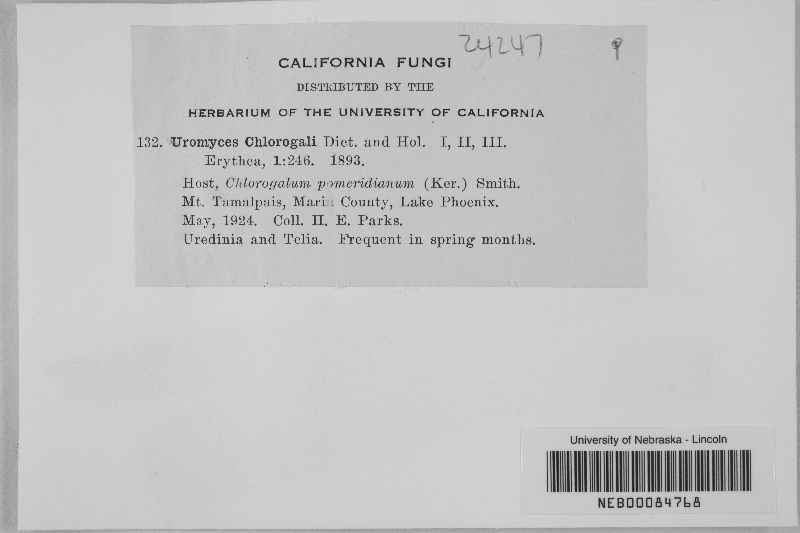 24247 9
CALIFORNIA FUNGI
DISTRIBUTED BY THE
HERBARIUM OF THE UNIVERSITY OF CALIFORNIA
132. Uromyces Chlorogali Diet. and Hol. I, II, III.
Erythea, 1:246. 1893.
Host, Chlorogalum pomeridianum (Ker.) Smith.
Mt. Tamalpais, Marin County, Lake Phoenix.
May, 1924. Coll. H. E. Parks.
Uredinia and Telia. Frequent in spring months.
University of Nebraska - Lincoln
NEB00084768